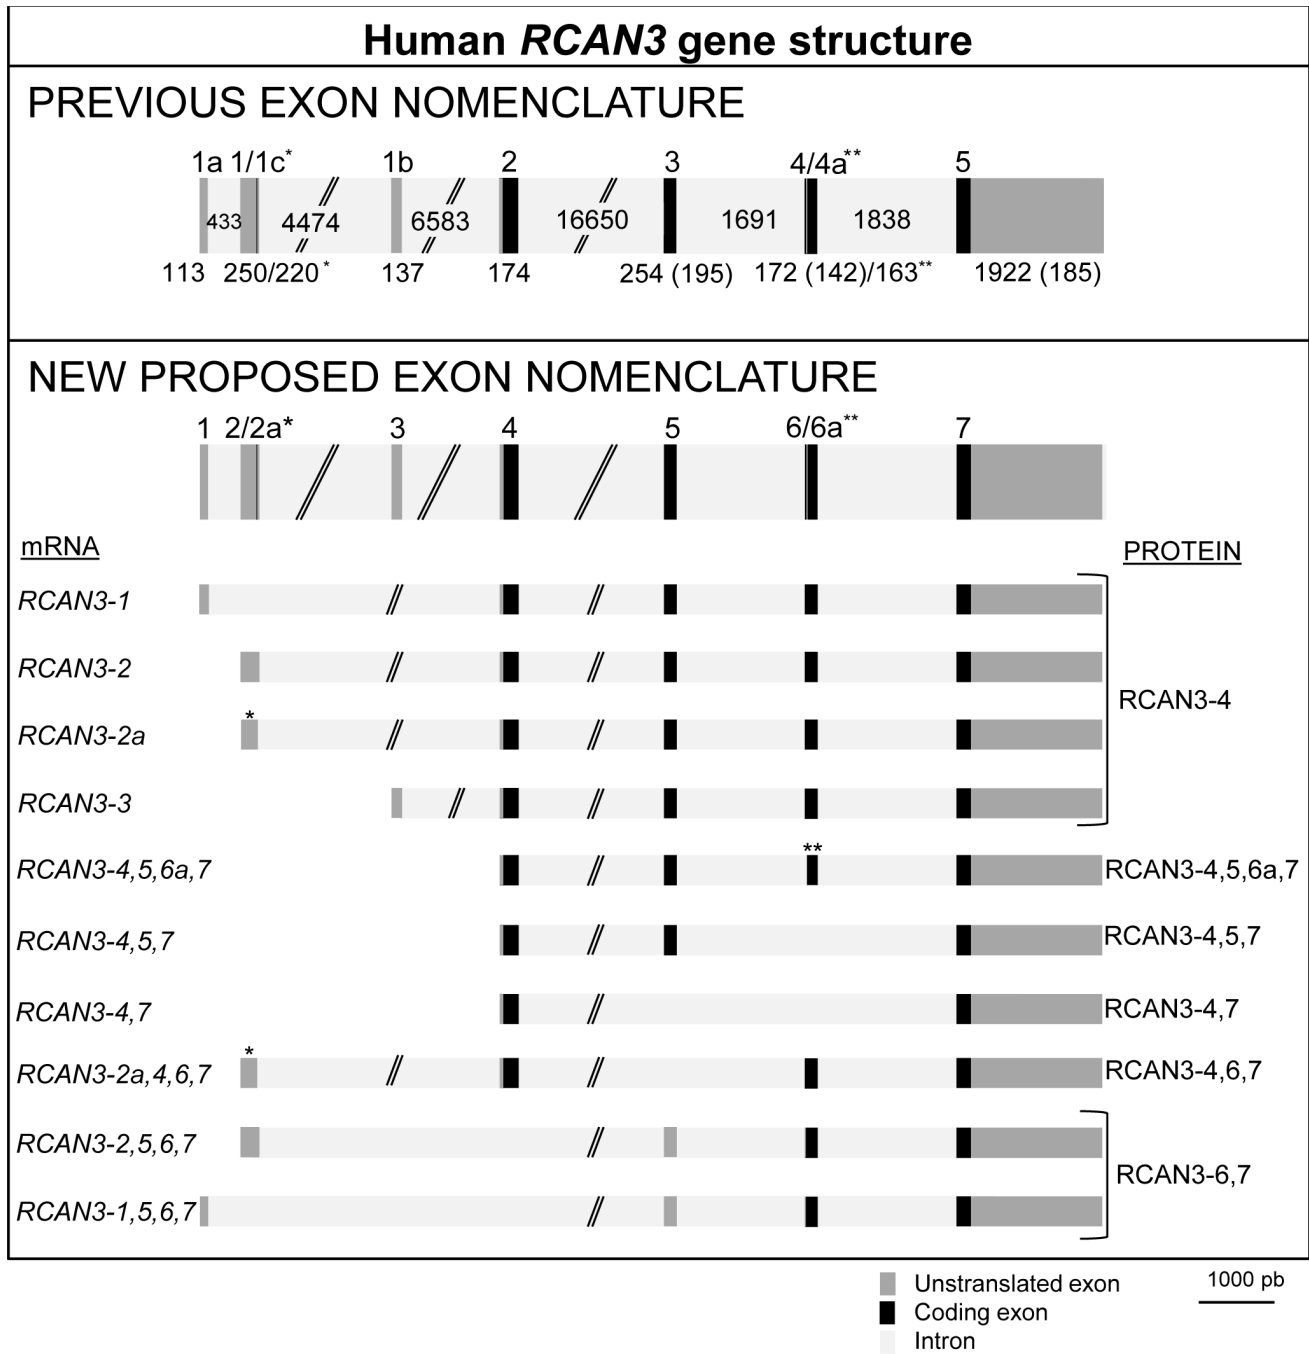 Human RCAN3 gene structure
PREVIOUS EXON NOMENCLATURE
1a 1/1c* 1b 2 3 4/4a** 5
433 4474 6583 16650 1691 1838
113 250/220* 137 174 254 (195) 172 (142)/163** 1922 (185)
NEW PROPOSED EXON NOMENCLATURE
1 2/2a* 3 4 5 6/6a** 7
mRNA PROTEIN
RCAN3-1
RCAN3-2
RCAN3-4
*
RCAN3-2a
RCAN3-3
**
RCAN3-4,5,6a,7 RCAN3-4,5,6a,7
RCAN3-4,5,7 RCAN3-4,5,7
RCAN3-4,7 RCAN3-4,7
*
RCAN3-2a,4,6,7 RCAN3-4,6,7
RCAN3-2,5,6,7
RCAN3-6,7
RCAN3-1,5,6,7
Unstranslated exon 1000 pb
Coding exon
Intron